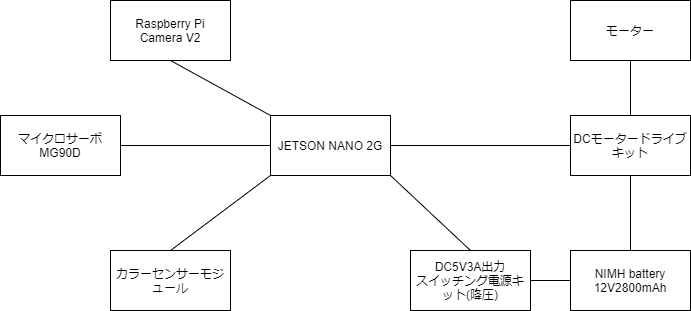 Raspberry Pi
Camera V2
モーター
マイクロサーボ
MG90D
JETSON NANO 2G
DCモータードライブ
キット
カラーセンサーモジ
ュール
DC5V3A出力
スイッチング電源キ
ット(降圧)
NIMH battery
12V2800mAh